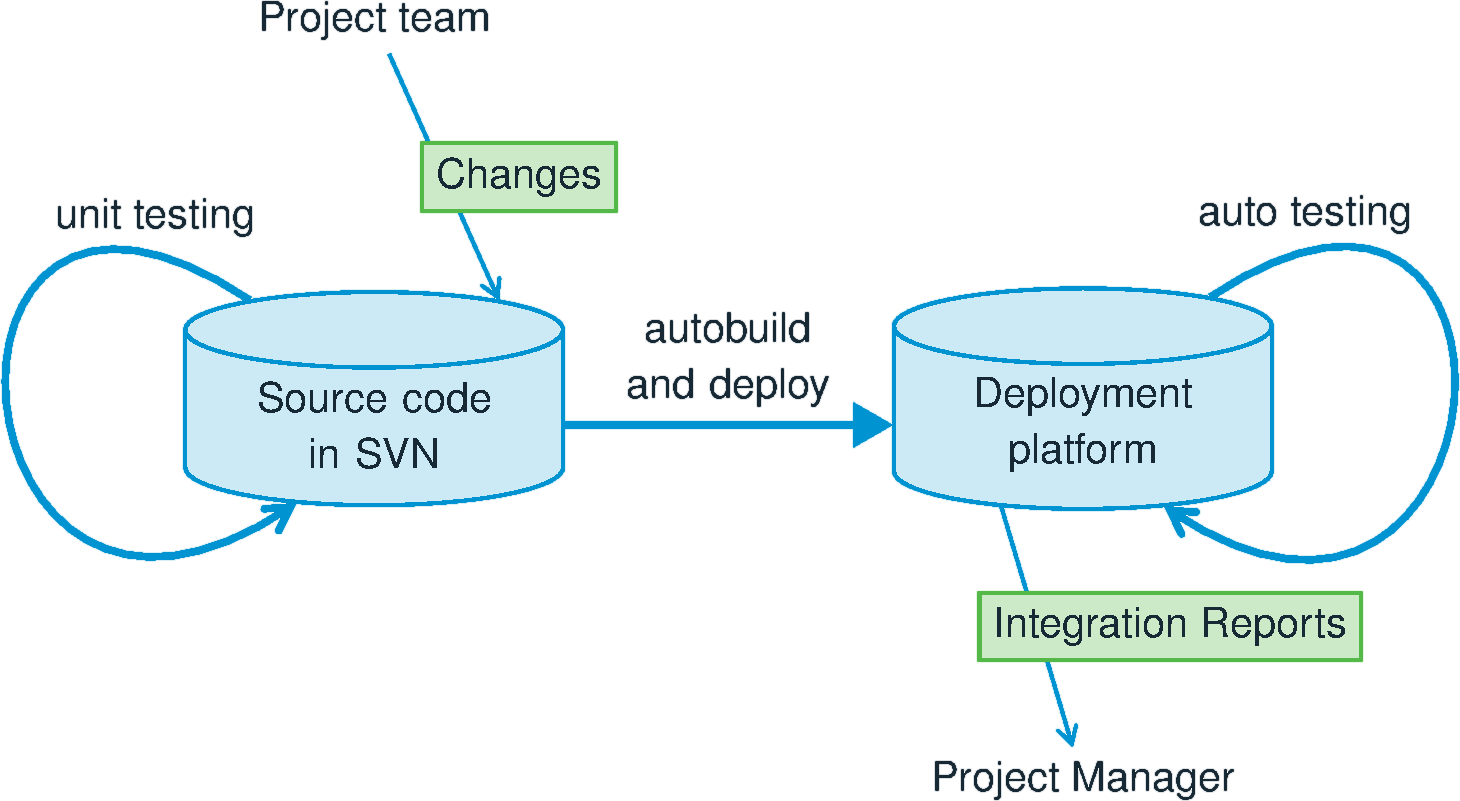 Project team
Changes
unit testing
auto testing
autobuild
and deploy
Source code
in SVN
Deployment
platform
Integration Reports
Project Manager